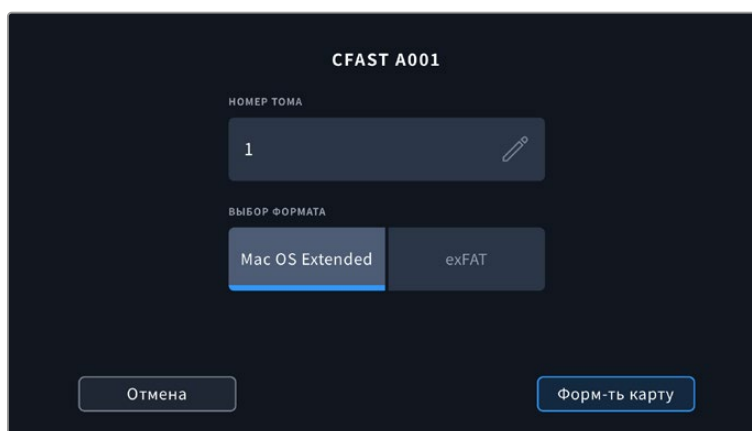 CFAST A001
НОМЕР ТОМА
1
ВЫБОР ФОРМАТА
Mac OS Extended exFAT
Отмена Форм-ть карту